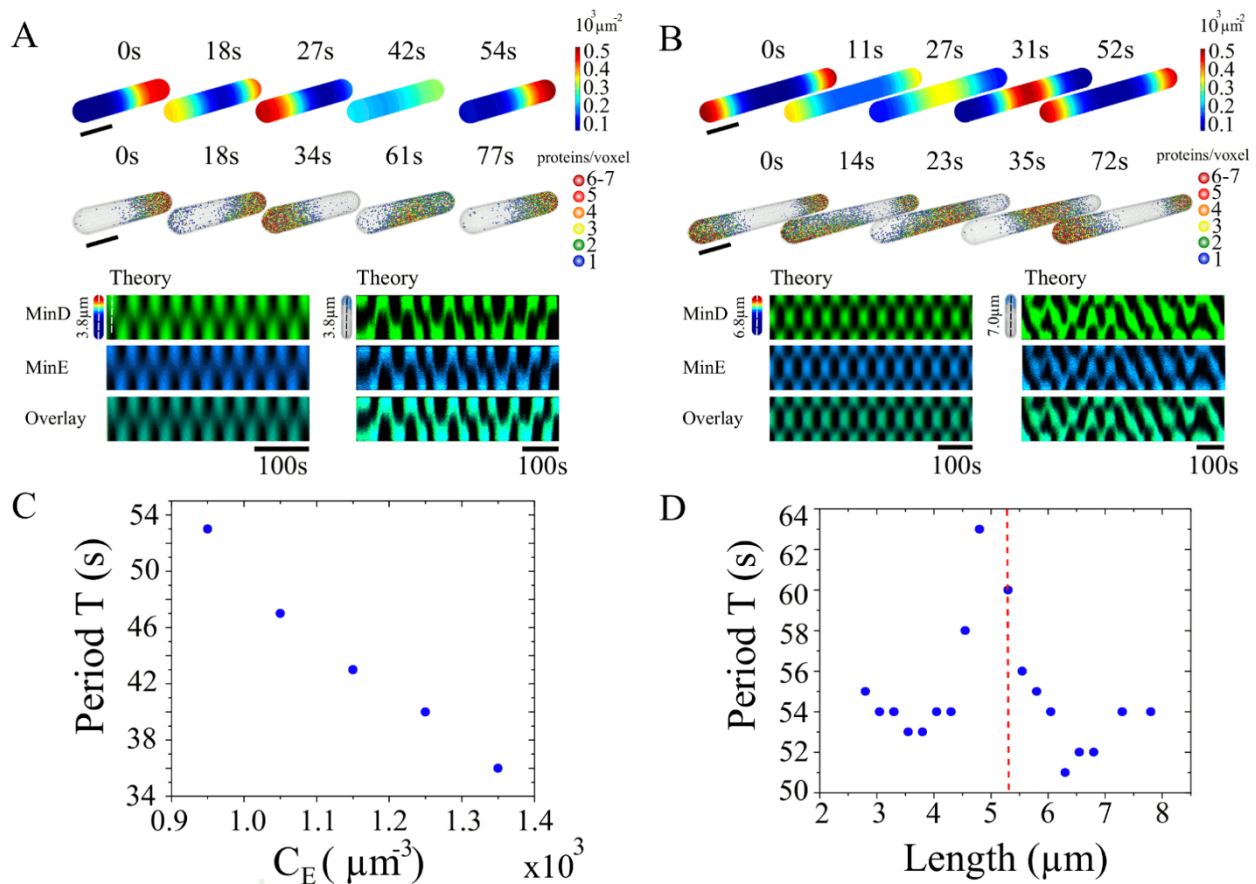 A
10³ µm⁻²
0s 18s 27s 42s 54s
0.5
0.4
0.3
0.2
0.1
0s 18s 34s 61s 77s
proteins/voxel
6-7
5
4
3
2
1
Theory Theory
MinD
3.8µm
3.8µm
MinE
Overlay
100s 100s
B
10³ µm⁻²
0s 11s 27s 31s 52s
0.5
0.4
0.3
0.2
0.1
0s 14s 23s 35s 72s
proteins/voxel
6-7
5
4
3
2
1
Theory Theory
MinD
6.8µm
7.0µm
MinE
Overlay
100s 100s
C
Period T (s)
54
50
46
42
38
34
0.9 1.0 1.1 1.2 1.3 1.4
C_E ( µm⁻³) x10³
D
Period T (s)
64
62
60
58
56
54
52
50
2 3 4 5 6 7 8
Length (µm)